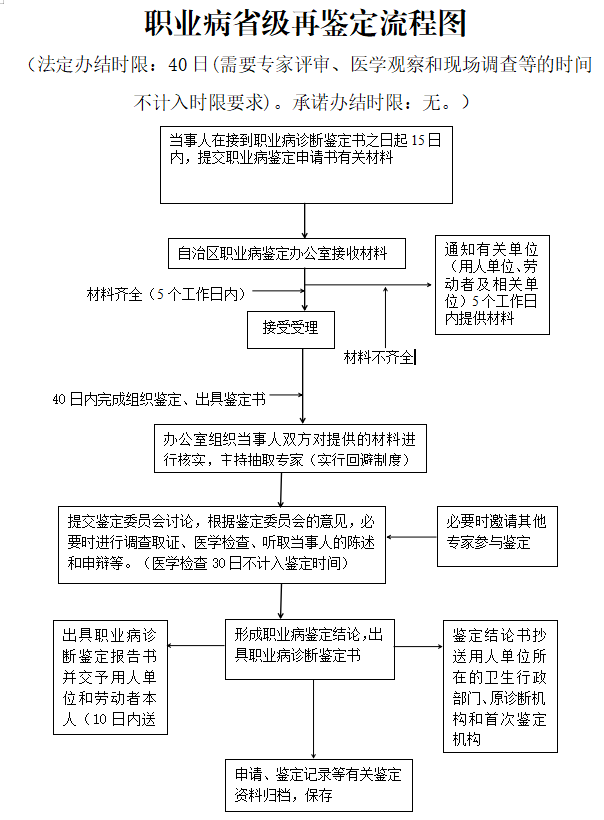 职业病省级再鉴定流程图
（法定办结时限：40日(需要专家评审、医学观察和现场调查等的时间
不计入时限要求)。承诺办结时限：无。）
当事人在接到职业病诊断鉴定书之日起15日
内，提交职业病鉴定申请书有关材料
自治区职业病鉴定办公室接收材料
通知有关单位
（用人单位、劳
动者及相关单
位）5个工作日
内提供材料
材料齐全（5个工作日内）
接受受理
材料不齐全
40日内完成组织鉴定、出具鉴定书
办公室组织当事人双方对提供的材料进
行核实，主持抽取专家（实行回避制度）
提交鉴定委员会讨论，根据鉴定委员会的意见，必
要时进行调查取证、医学检查、听取当事人的陈述
和申辩等。（医学检查30日不计入鉴定时间）
必要时邀请其他
专家参与鉴定
出具职业病诊
断鉴定报告书
并交予用人单
位和劳动者本
人（10日内送
形成职业病鉴定结论，出
具职业病诊断鉴定书
鉴定结论书抄
送用人单位所
在的卫生行政
部门、原诊断机
构和首次鉴定
机构
申请、鉴定记录等有关鉴定
资料归档，保存